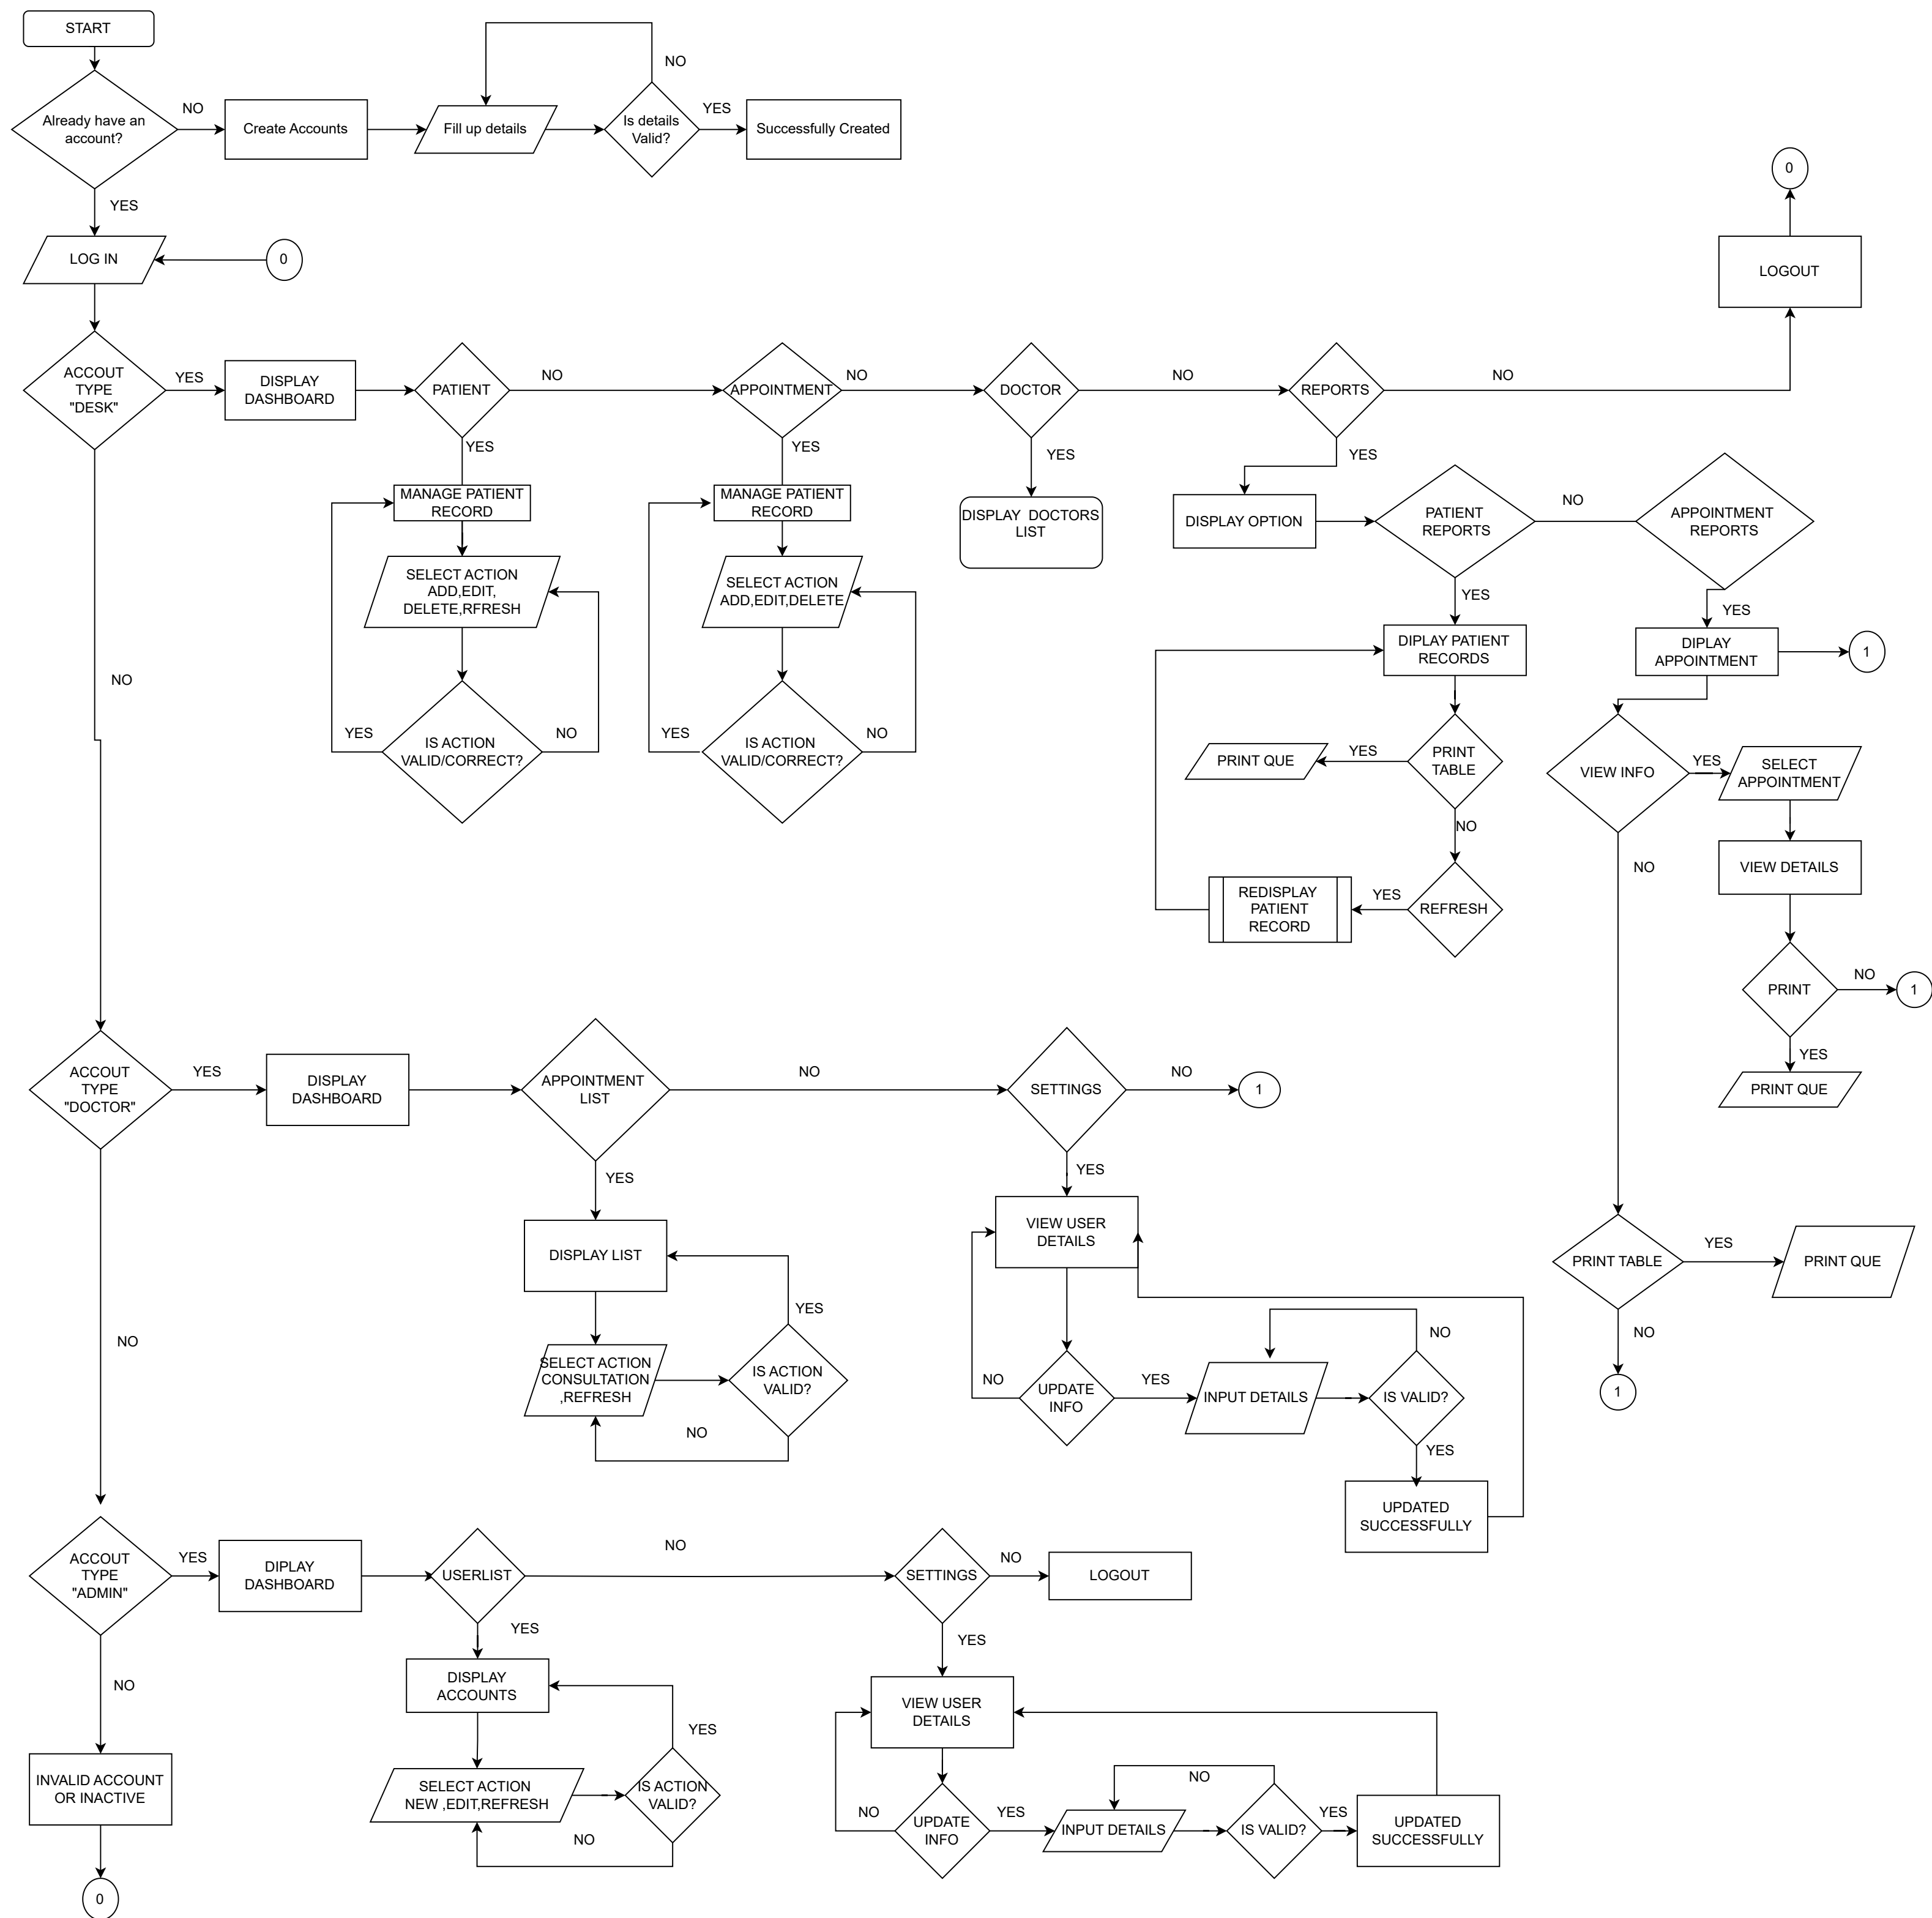 START
NO
Already have an
account?
NO
Create Accounts
Fill up details
Is details
Valid?
YES
Successfully Created
YES
0
LOG IN
0
LOGOUT
ACCOUT
TYPE
"DESK"
YES
DISPLAY
DASHBOARD
PATIENT
NO
APPOINTMENT
NO
DOCTOR
NO
REPORTS
NO
YES
YES
YES
YES
MANAGE PATIENT
RECORD
MANAGE PATIENT
RECORD
DISPLAY DOCTORS
LIST
DISPLAY OPTION
PATIENT
REPORTS
NO
APPOINTMENT
REPORTS
SELECT ACTION
ADD,EDIT,
DELETE,RFRESH
SELECT ACTION
ADD,EDIT,DELETE
YES
YES
DIPLAY PATIENT
RECORDS
DIPLAY
APPOINTMENT
1
NO
YES
IS ACTION
VALID/CORRECT?
NO
YES
IS ACTION
VALID/CORRECT?
NO
PRINT QUE
YES
PRINT
TABLE
VIEW INFO
YES
SELECT
APPOINTMENT
NO
NO
VIEW DETAILS
REDISPLAY
PATIENT
RECORD
YES
REFRESH
PRINT
NO
1
YES
PRINT QUE
ACCOUT
TYPE
"DOCTOR"
YES
DISPLAY
DASHBOARD
APPOINTMENT
LIST
NO
SETTINGS
NO
1
YES
YES
DISPLAY LIST
VIEW USER
DETAILS
PRINT TABLE
YES
PRINT QUE
NO
YES
NO
NO
1
SELECT ACTION
CONSULTATION
,REFRESH
IS ACTION
VALID?
NO
NO
UPDATE
INFO
YES
INPUT DETAILS
IS VALID?
YES
UPDATED
SUCCESSFULLY
ACCOUT
TYPE
"ADMIN"
YES
DIPLAY
DASHBOARD
USERLIST
NO
SETTINGS
NO
LOGOUT
YES
YES
NO
DISPLAY
ACCOUNTS
VIEW USER
DETAILS
YES
INVALID ACCOUNT
OR INACTIVE
SELECT ACTION
NEW ,EDIT,REFRESH
IS ACTION
VALID?
NO
NO
UPDATE
INFO
YES
INPUT DETAILS
NO
IS VALID?
YES
UPDATED
SUCCESSFULLY
0